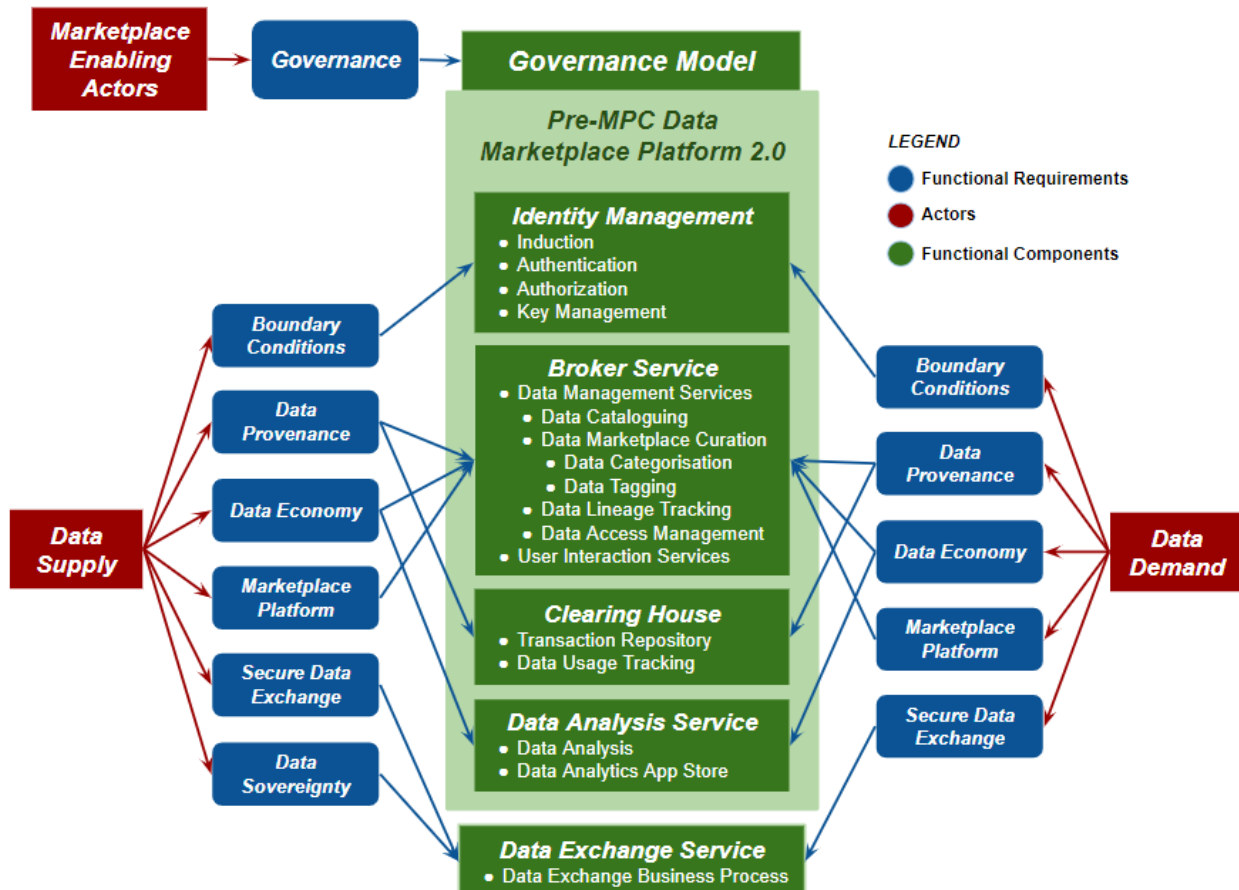 Marketplace
Enabling
Actors
Governance
Governance Model
Pre-MPC Data
Marketplace Platform 2.0
LEGEND
Functional Requirements
Actors
Functional Components
Identity Management
● Induction
● Authentication
● Authorization
● Key Management
Broker Service
● Data Management Services
● Data Cataloguing
● Data Marketplace Curation
● Data Categorisation
● Data Tagging
● Data Lineage Tracking
● Data Access Management
● User Interaction Services
Clearing House
● Transaction Repository
● Data Usage Tracking
Data Analysis Service
● Data Analysis
● Data Analytics App Store
Data Exchange Service
● Data Exchange Business Process
Data
Supply
Boundary
Conditions
Data
Provenance
Data Economy
Marketplace
Platform
Secure Data
Exchange
Data
Sovereignty
Boundary
Conditions
Data
Provenance
Data Economy
Marketplace
Platform
Secure Data
Exchange
Data
Demand